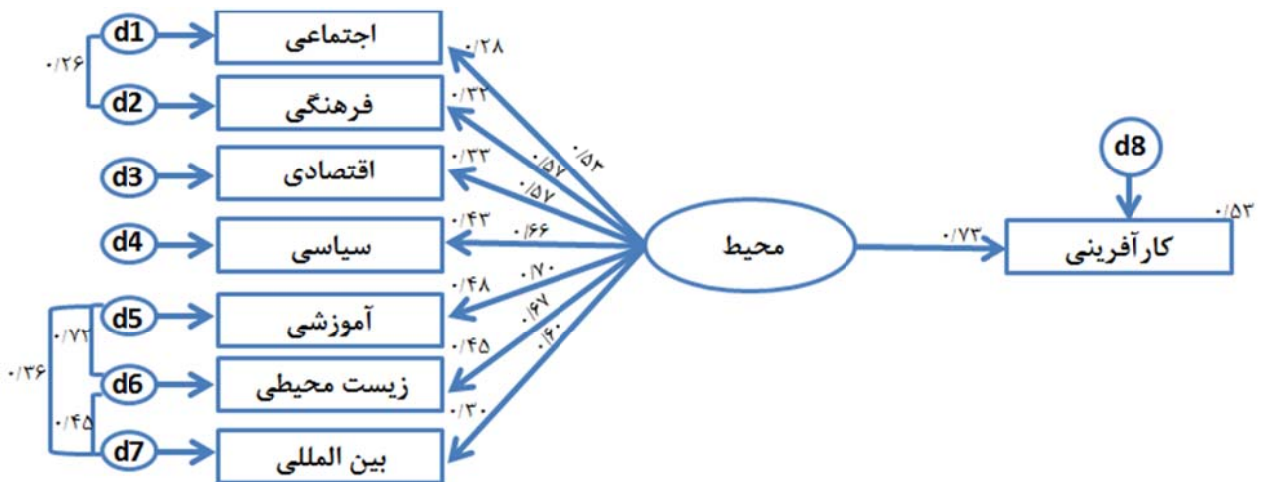 d1
اجتماعی
۰/۲۸
۰/۲۶
d2
فرهنگی
۰/۳۲
۰/۵۳
d3
اقتصادی
۰/۳۳
۰/۵۷
۰/۵۷
d8
۰/۵۳
d4
سیاسی
۰/۴۳
۰/۶۶
محیط
۰/۷۳
کارآفرینی
d5
آموزشی
۰/۴۸
۰/۷۰
۰/۷۲
۰/۳۶
d6
زیست محیطی
۰/۴۵
۰/۶۷
۰/۶۰
۰/۴۵
d7
بین المللی
۰/۳۰